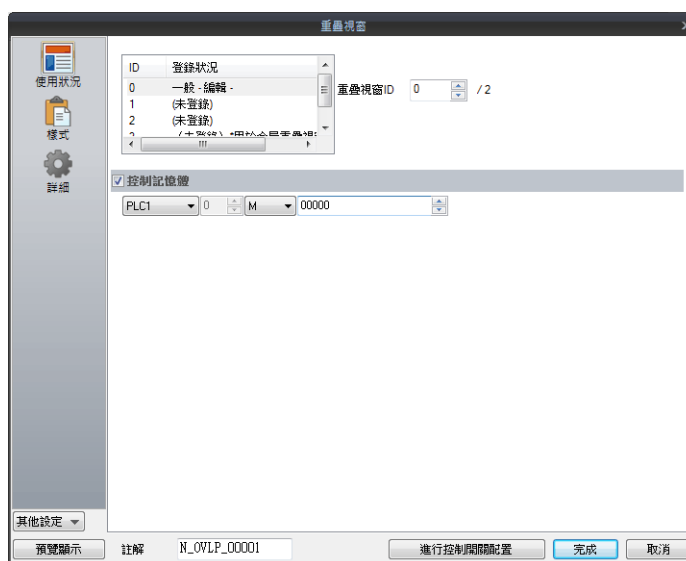 重疊視窗
使用狀況
樣式
詳細
ID 登錄狀況
0 一般 - 編輯 -
1 (未登錄)
2 (未登錄)
重疊視窗ID 0 / 2
控制記憶體
PLC1 0 M 00000
其他設定
預覽顯示 註解 N_OVLP_00001 進行控制開關配置 完成 取消